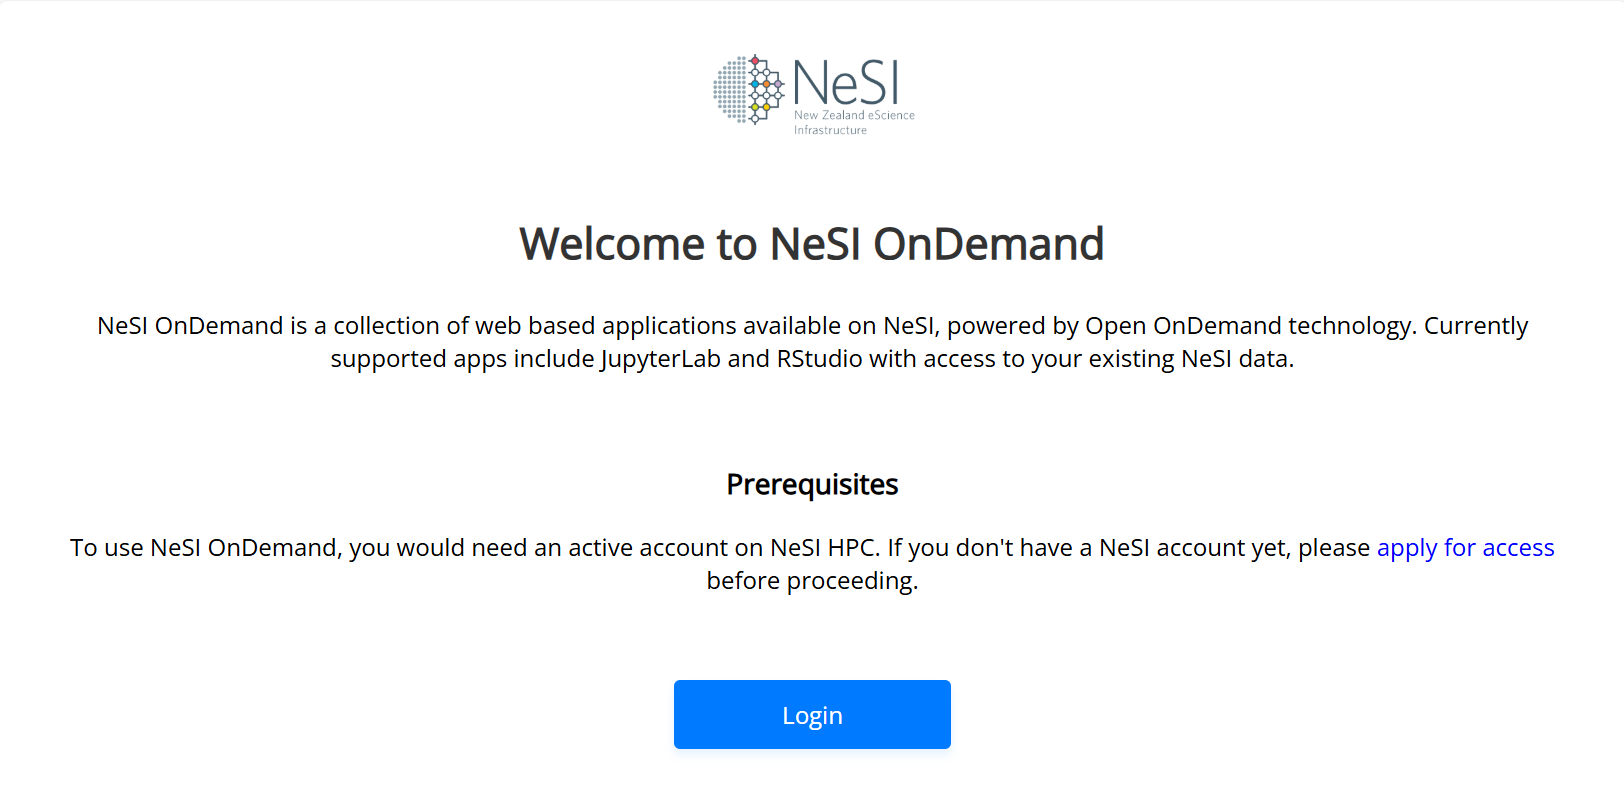 NeSI
New Zealand eScience
Infrastructure
Welcome to NeSI OnDemand
NeSI OnDemand is a collection of web based applications available on NeSI, powered by Open OnDemand technology. Currently
supported apps include JupyterLab and RStudio with access to your existing NeSI data.
Prerequisites
To use NeSI OnDemand, you would need an active account on NeSI HPC. If you don't have a NeSI account yet, please apply for access
before proceeding.
Login